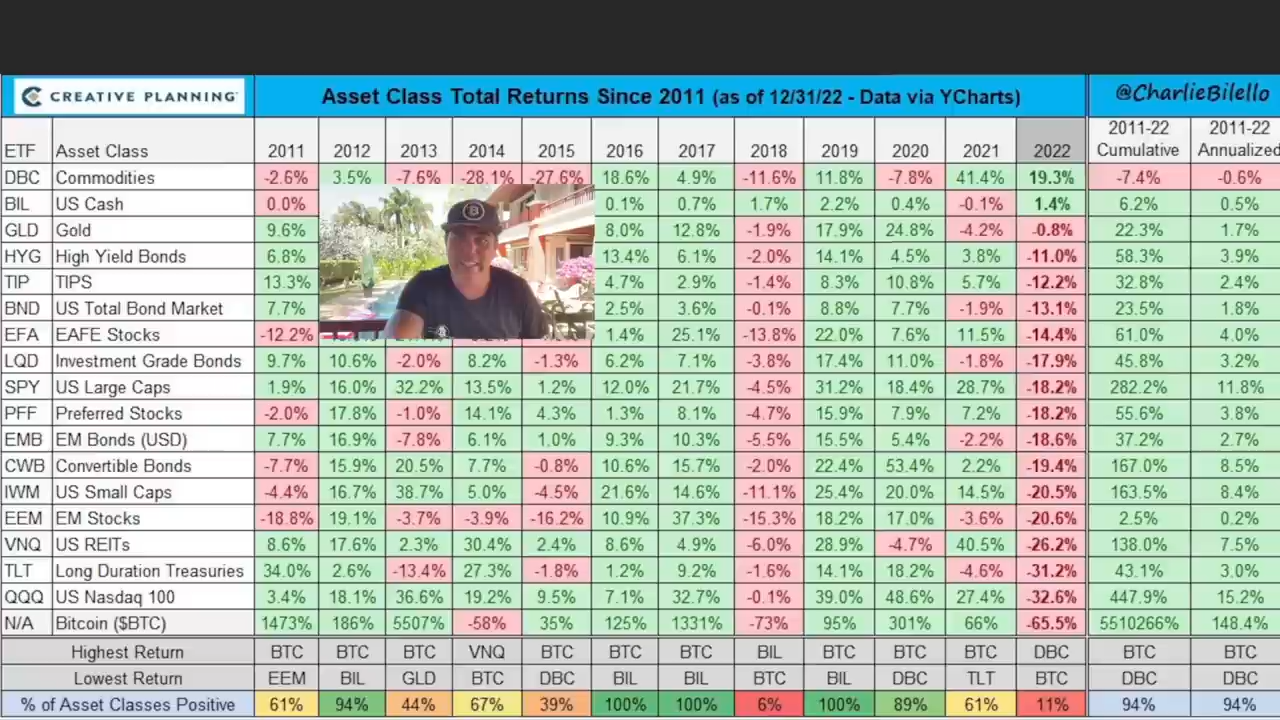 CREATIVE PLANNING Asset Class Total Returns Since 2011 (as of 12/31/22 - Data via YCharts) @CharlieBilello
2011-22 2011-22
ETF Asset Class 2011 2012 2013 2014 2015 2016 2017 2018 2019 2020 2021 2022 Cumulative Annualized
DBC Commodities -2.6% 3.5% -7.6% -28.1% -27.6% 18.6% 4.9% -11.6% 11.8% -7.8% 41.4% 19.3% -7.4% -0.6%
BIL US Cash 0.0% 0.1% 0.7% 1.7% 2.2% 0.4% -0.1% 1.4% 6.2% 0.5%
GLD Gold 9.6% 8.0% 12.8% -1.9% 17.9% 24.8% -4.2% -0.8% 22.3% 1.7%
HYG High Yield Bonds 6.8% 13.4% 6.1% -2.0% 14.1% 4.5% 3.8% -11.0% 58.3% 3.9%
TIP TIPS 13.3% 4.7% 2.9% -1.4% 8.3% 10.8% 5.7% -12.2% 32.8% 2.4%
BND US Total Bond Market 7.7% 2.5% 3.6% -0.1% 8.8% 7.7% -1.9% -13.1% 23.5% 1.8%
EFA EAFE Stocks -12.2% 1.4% 25.1% -13.8% 22.0% 7.6% 11.5% -14.4% 61.0% 4.0%
LQD Investment Grade Bonds 9.7% 10.6% -2.0% 8.2% -1.3% 6.2% 7.1% -3.8% 17.4% 11.0% -1.8% -17.9% 45.8% 3.2%
SPY US Large Caps 1.9% 16.0% 32.2% 13.5% 1.2% 12.0% 21.7% -4.5% 31.2% 18.4% 28.7% -18.2% 282.2% 11.8%
PFF Preferred Stocks -2.0% 17.8% -1.0% 14.1% 4.3% 1.3% 8.1% -4.7% 15.9% 7.9% 7.2% -18.2% 55.6% 3.8%
EMB EM Bonds (USD) 7.7% 16.9% -7.8% 6.1% 1.0% 9.3% 10.3% -5.5% 15.5% 5.4% -2.2% -18.6% 37.2% 2.7%
CWB Convertible Bonds -7.7% 15.9% 20.5% 7.7% -0.8% 10.6% 15.7% -2.0% 22.4% 53.4% 2.2% -19.4% 167.0% 8.5%
IWM US Small Caps -4.4% 16.7% 38.7% 5.0% -4.5% 21.6% 14.6% -11.1% 25.4% 20.0% 14.5% -20.5% 163.5% 8.4%
EEM EM Stocks -18.8% 19.1% -3.7% -3.9% -16.2% 10.9% 37.3% -15.3% 18.2% 17.0% -3.6% -20.6% 2.5% 0.2%
VNQ US REITs 8.6% 17.6% 2.3% 30.4% 2.4% 8.6% 4.9% -6.0% 28.9% -4.7% 40.5% -26.2% 138.0% 7.5%
TLT Long Duration Treasuries 34.0% 2.6% -13.4% 27.3% -1.8% 1.2% 9.2% -1.6% 14.1% 18.2% -4.6% -31.2% 43.1% 3.0%
QQQ US Nasdaq 100 3.4% 18.1% 36.6% 19.2% 9.5% 7.1% 32.7% -0.1% 39.0% 48.6% 27.4% -32.6% 447.9% 15.2%
N/A Bitcoin ($BTC) 1473% 186% 5507% -58% 35% 125% 1331% -73% 95% 301% 66% -65.5% 5510266% 148.4%
Highest Return BTC BTC BTC VNQ BTC BTC BTC BIL BTC BTC BTC DBC BTC BTC
Lowest Return EEM BIL GLD BTC DBC BIL BIL BTC BIL DBC TLT BTC DBC DBC
% of Asset Classes Positive 61% 94% 44% 67% 39% 100% 100% 6% 100% 89% 61% 11% 94% 94%